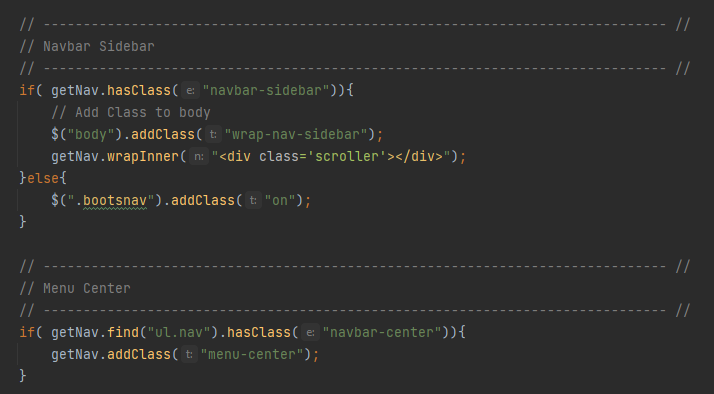 // ------------------------------------------------------------------------------ //
// Navbar Sidebar
// ------------------------------------------------------------------------------ //
if( getNav.hasClass( e: "navbar-sidebar")){
// Add Class to body
$("body").addClass( t: "wrap-nav-sidebar");
getNav.wrapInner( n: "<div class='scroller'></div>");
}else{
$(".bootsnav").addClass( t: "on");
}
// ------------------------------------------------------------------------------ //
// Menu Center
// ------------------------------------------------------------------------------ //
if( getNav.find("ul.nav").hasClass( e: "navbar-center")){
getNav.addClass( t: "menu-center");
}